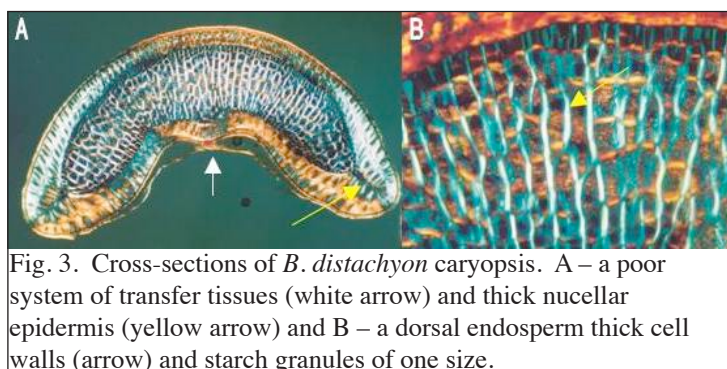 A
B
Fig. 3. Cross-sections of B. distachyon caryopsis. A – a poor
system of transfer tissues (white arrow) and thick nucellar
epidermis (yellow arrow) and B – a dorsal endosperm thick cell
walls (arrow) and starch granules of one size.